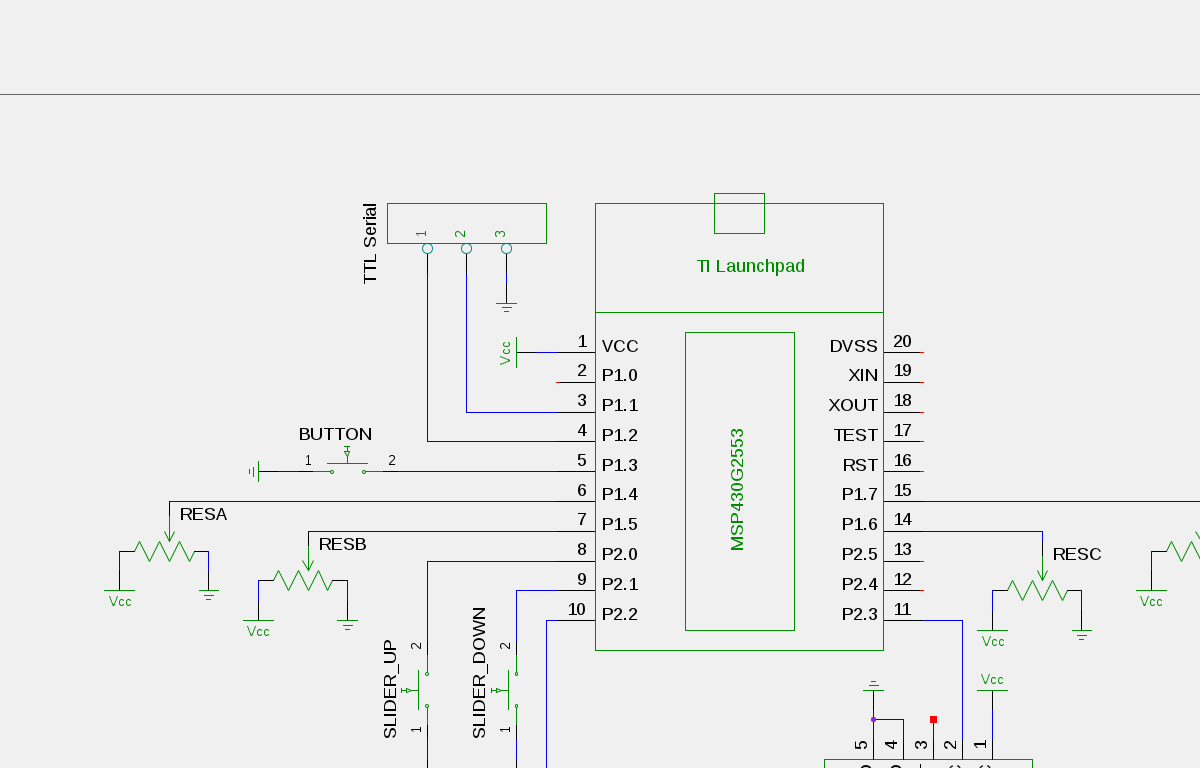 TTL Serial
1
2
3
TI Launchpad
MSP430G2553
Vcc
1 VCC
2 P1.0
3 P1.1
4 P1.2
5 P1.3
6 P1.4
7 P1.5
8 P2.0
9 P2.1
10 P2.2
DVSS 20
XIN 19
XOUT 18
TEST 17
RST 16
P1.7 15
P1.6 14
P2.5 13
P2.4 12
P2.3 11
BUTTON
1 2
RESA
Vcc
RESB
Vcc
RESC
Vcc
Vcc
SLIDER_UP
2
1
SLIDER_DOWN
2
1
Vcc
5
4
3
2
1